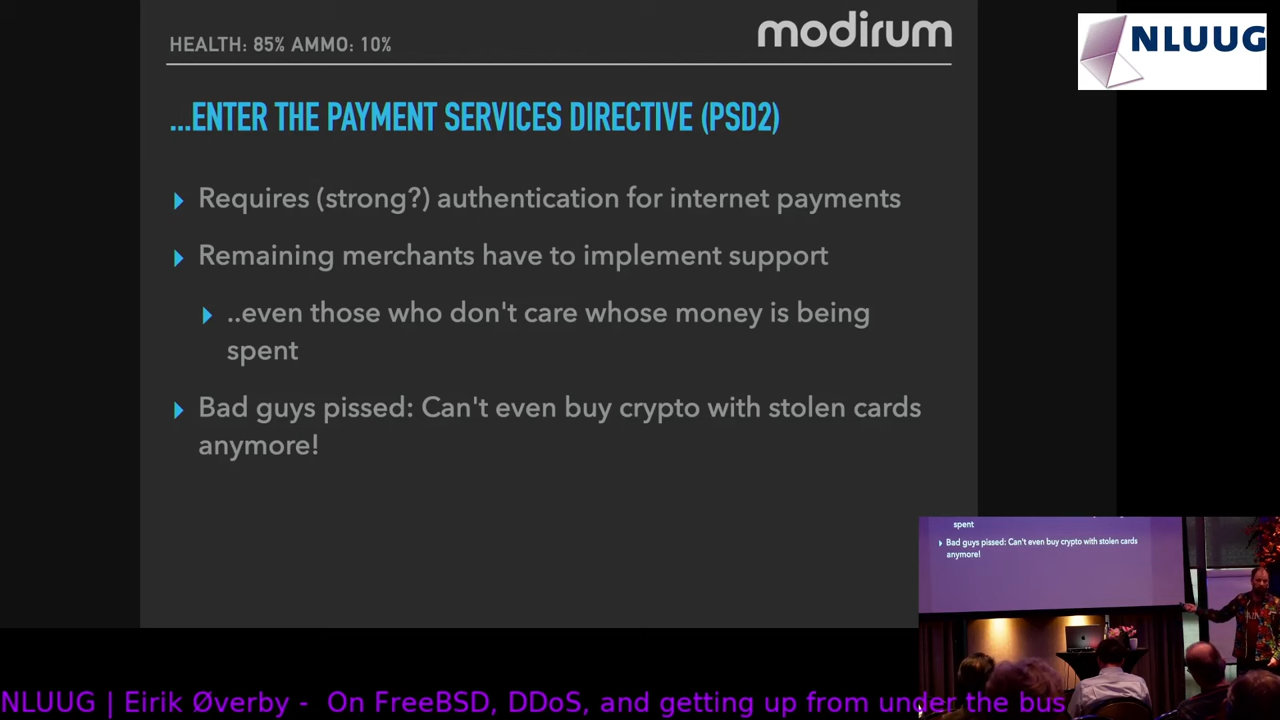 HEALTH: 85% AMMO: 10%
modirum
NLUUG
...ENTER THE PAYMENT SERVICES DIRECTIVE (PSD2)
Requires (strong?) authentication for internet payments
Remaining merchants have to implement support
..even those who don't care whose money is being
spent
Bad guys pissed: Can't even buy crypto with stolen cards
anymore!
spent
Bad guys pissed: Can't even buy crypto with stolen cards
anymore!
NLUUG | Eirik Øverby - On FreeBSD, DDoS, and getting up from under the bus